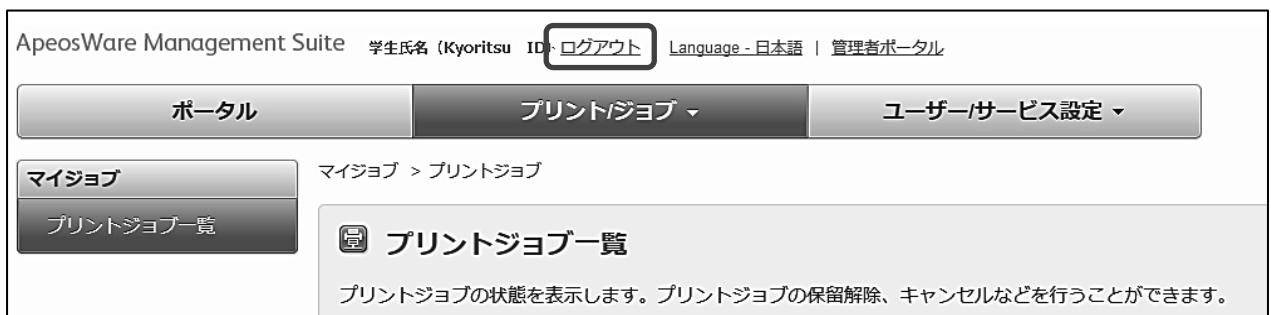 ApeosWare Management Suite 学生氏名（Kyoritsu ID） ログアウト Language - 日本語 | 管理者ポータル
ポータル プリント/ジョブ ▾ ユーザー/サービス設定 ▾
マイジョブ
プリントジョブ一覧
マイジョブ > プリントジョブ
プリントジョブ一覧
プリントジョブの状態を表示します。プリントジョブの保留解除、キャンセルなどを行うことができます。